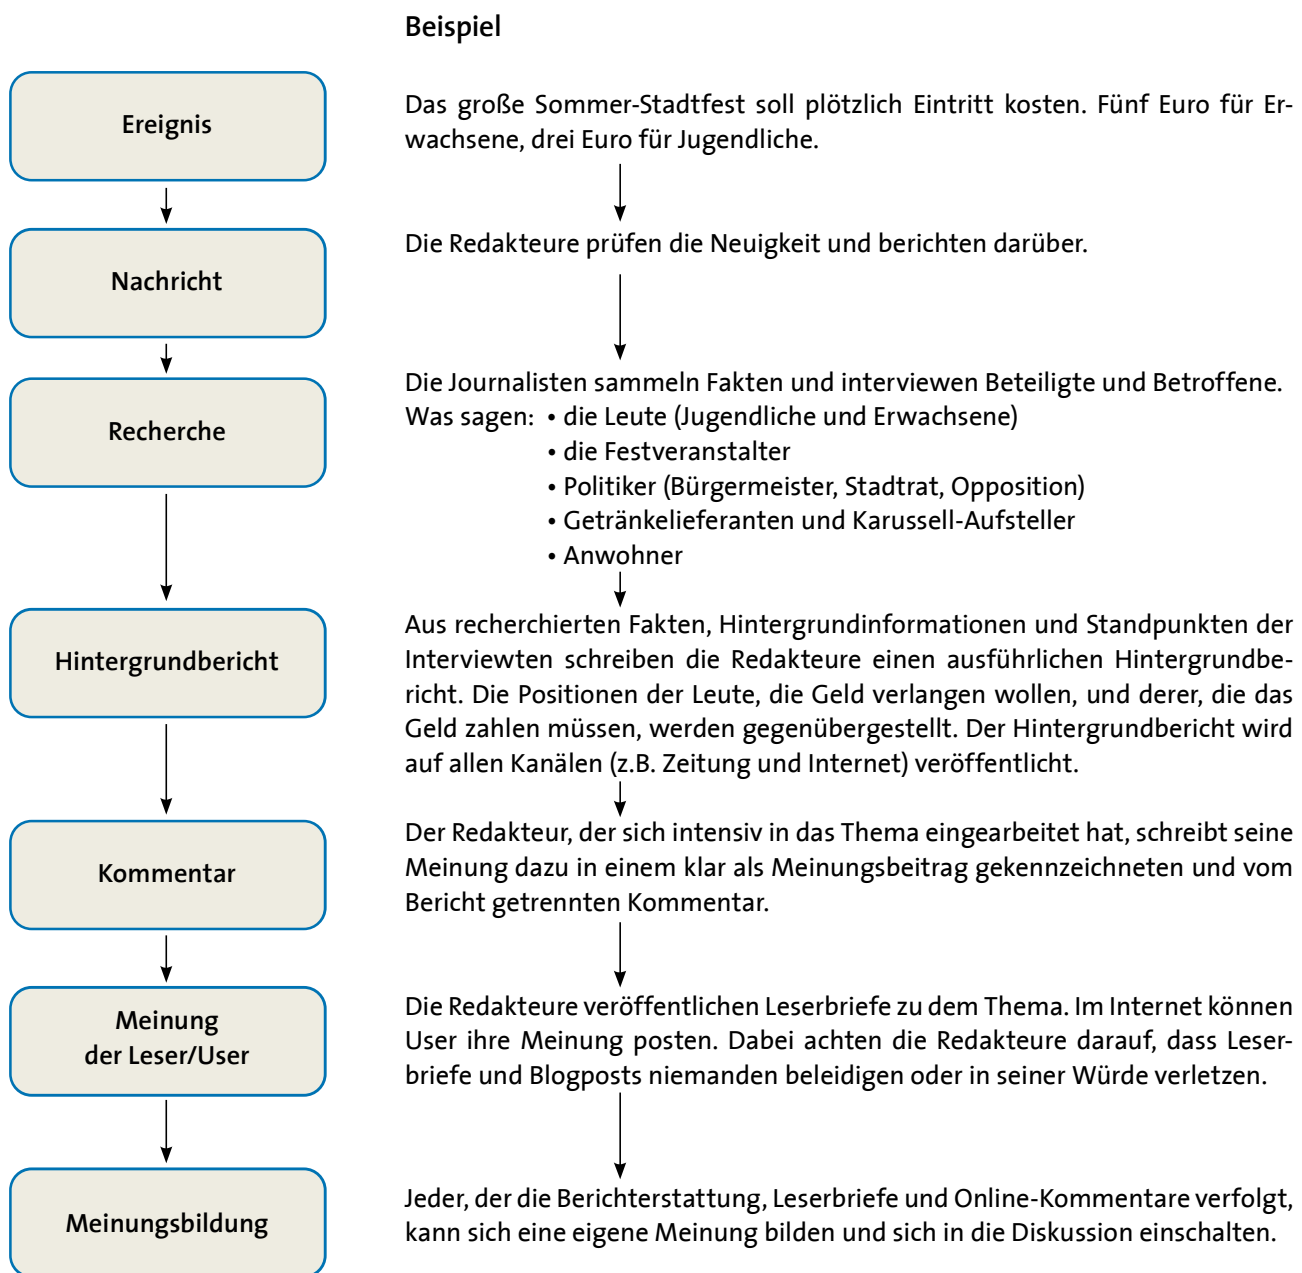 Beispiel
Ereignis
Das große Sommer-Stadtfest soll plötzlich Eintritt kosten. Fünf Euro für Er-
wachsene, drei Euro für Jugendliche.
Nachricht
Die Redakteure prüfen die Neuigkeit und berichten darüber.
Recherche
Die Journalisten sammeln Fakten und interviewen Beteiligte und Betroffene.
Was sagen: • die Leute (Jugendliche und Erwachsene)
• die Festveranstalter
• Politiker (Bürgermeister, Stadtrat, Opposition)
• Getränkelieferanten und Karussell-Aufsteller
• Anwohner
Hintergrundbericht
Aus recherchierten Fakten, Hintergrundinformationen und Standpunkten der
Interviewten schreiben die Redakteure einen ausführlichen Hintergrundbe-
richt. Die Positionen der Leute, die Geld verlangen wollen, und derer, die das
Geld zahlen müssen, werden gegenübergestellt. Der Hintergrundbericht wird
auf allen Kanälen (z.B. Zeitung und Internet) veröffentlicht.
Kommentar
Der Redakteur, der sich intensiv in das Thema eingearbeitet hat, schreibt seine
Meinung dazu in einem klar als Meinungsbeitrag gekennzeichneten und vom
Bericht getrennten Kommentar.
Meinung
der Leser/User
Die Redakteure veröffentlichen Leserbriefe zu dem Thema. Im Internet können
User ihre Meinung posten. Dabei achten die Redakteure darauf, dass Leser-
briefe und Blogposts niemanden beleidigen oder in seiner Würde verletzen.
Meinungsbildung
Jeder, der die Berichterstattung, Leserbriefe und Online-Kommentare verfolgt,
kann sich eine eigene Meinung bilden und sich in die Diskussion einschalten.